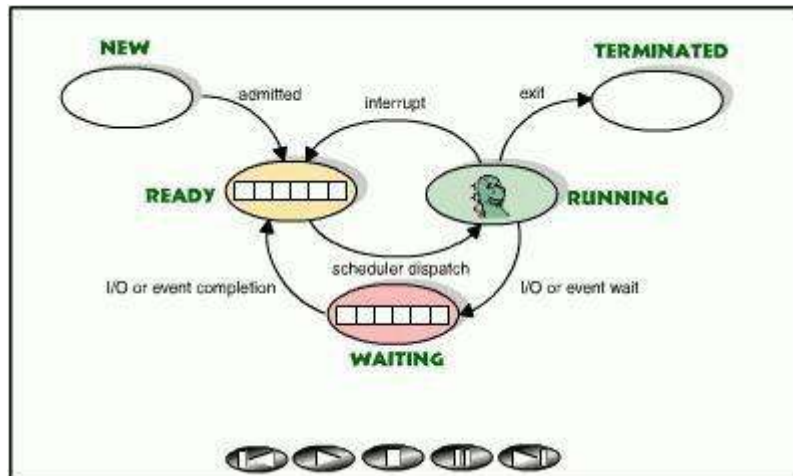 NEW
TERMINATED
admitted
interrupt
exit
READY
RUNNING
scheduler dispatch
I/O or event completion
I/O or event wait
WAITING